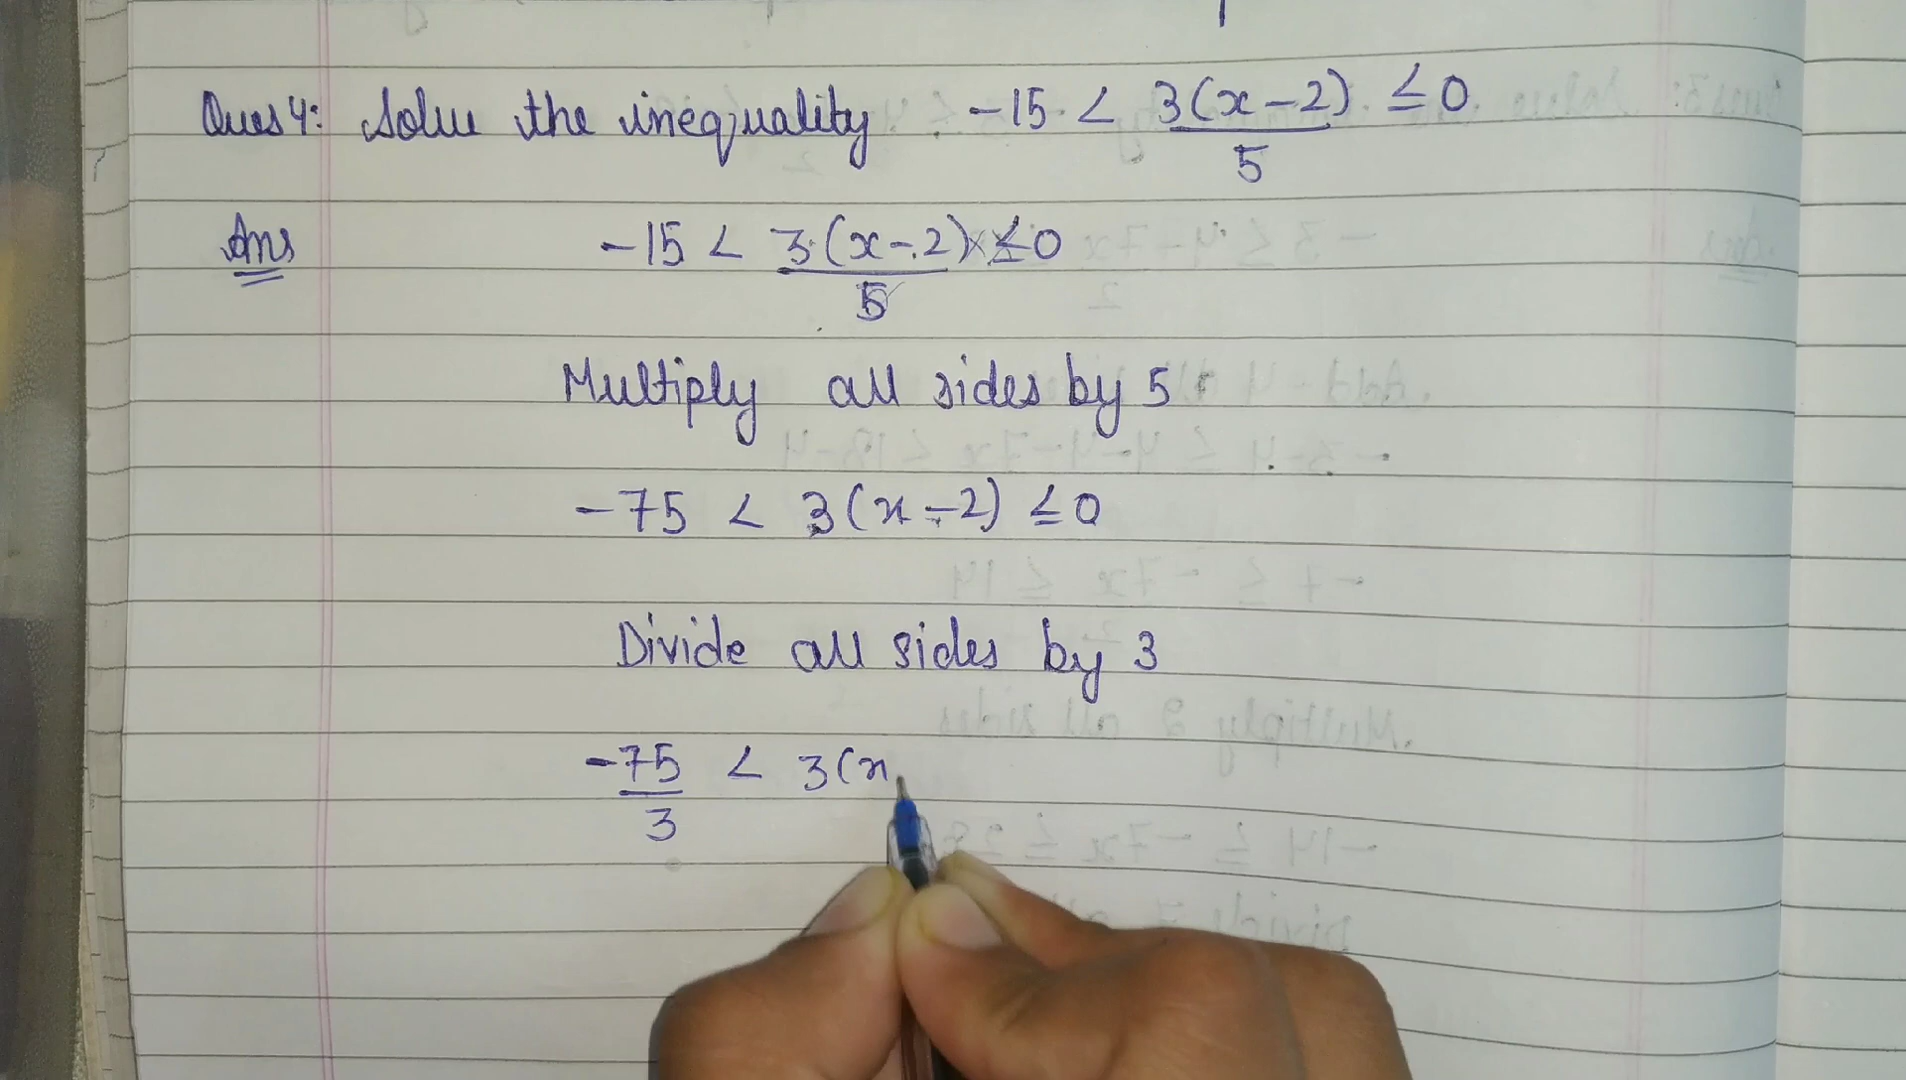 Ques 4: Solve the inequality -15 < 3(x-2)/5 ≤ 0
Ans -15 < 3(x-2)/5 × ≤ 0
Multiply all sides by 5
-75 < 3(x-2) ≤ 0
Divide all sides by 3
-75/3 < 3(x